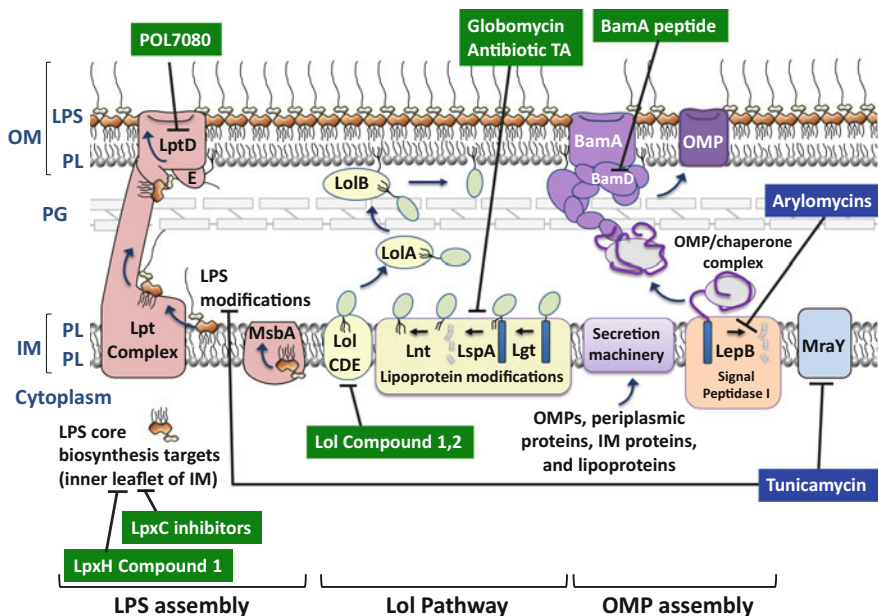 Globomycin
Antibiotic TA
BamA peptide
POL7080
OM
LPS
PL
LptD
E
BamA
OMP
BamD
LolB
Arylomycins
PG
LolA
OMP/chaperone
complex
LPS
modifications
IM
PL
PL
Lpt
Complex
MsbA
Lol
CDE
Lnt
LspA
Lgt
Lipoprotein modifications
Secretion
machinery
LepB
Signal
Peptidase I
MraY
Cytoplasm
LPS core
biosynthesis targets
(inner leaflet of IM)
Lol Compound 1,2
OMPs, periplasmic
proteins, IM proteins,
and lipoproteins
Tunicamycin
LpxC inhibitors
LpxH Compound 1
LPS assembly
Lol Pathway
OMP assembly